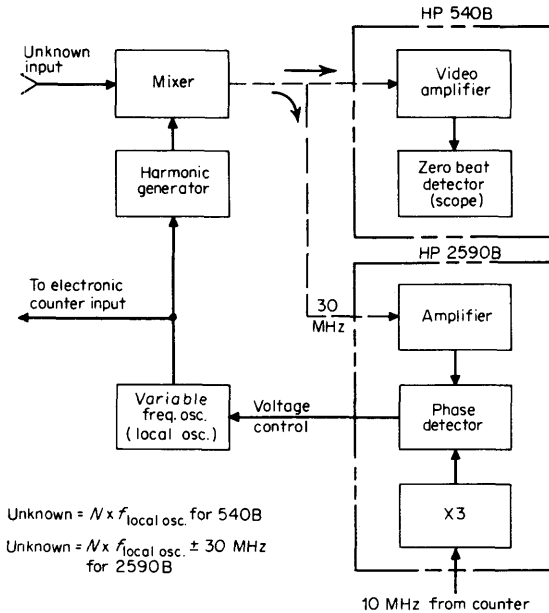 HP 540B
Unknown
input
Mixer
Video
amplifier
Harmonic
generator
Zero beat
detector
(scope)
HP 2590B
To electronic
counter input
30
MHz
Amplifier
Variable
freq. osc.
(local osc.)
Voltage
control
Phase
detector
X3
Unknown = N x f local osc. for 540B
Unknown = N x f local osc. ± 30 MHz
for 2590B
10 MHz from counter